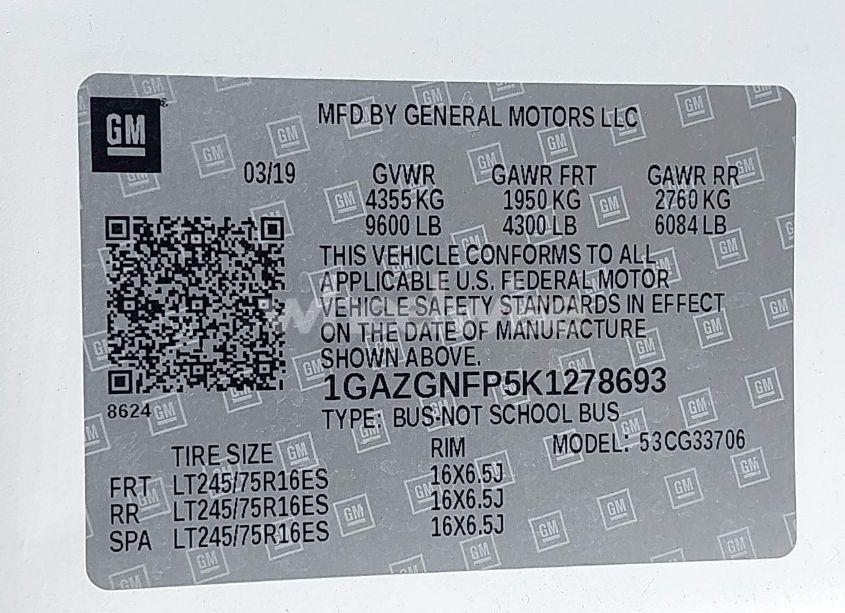 GM
MFD BY GENERAL MOTORS LLC
03/19 GVWR GAWR FRT GAWR RR
4355 KG 1950 KG 2760 KG
9600 LB 4300 LB 6084 LB
THIS VEHICLE CONFORMS TO ALL
APPLICABLE U.S. FEDERAL MOTOR
VEHICLE SAFETY STANDARDS IN EFFECT
ON THE DATE OF MANUFACTURE
SHOWN ABOVE.
1GAZGNFP5K1278693
8624
TYPE: BUS-NOT SCHOOL BUS
TIRE SIZE RIM MODEL: 53CG33706
FRT LT245/75R16ES 16X6.5J
RR LT245/75R16ES 16X6.5J
SPA LT245/75R16ES 16X6.5J